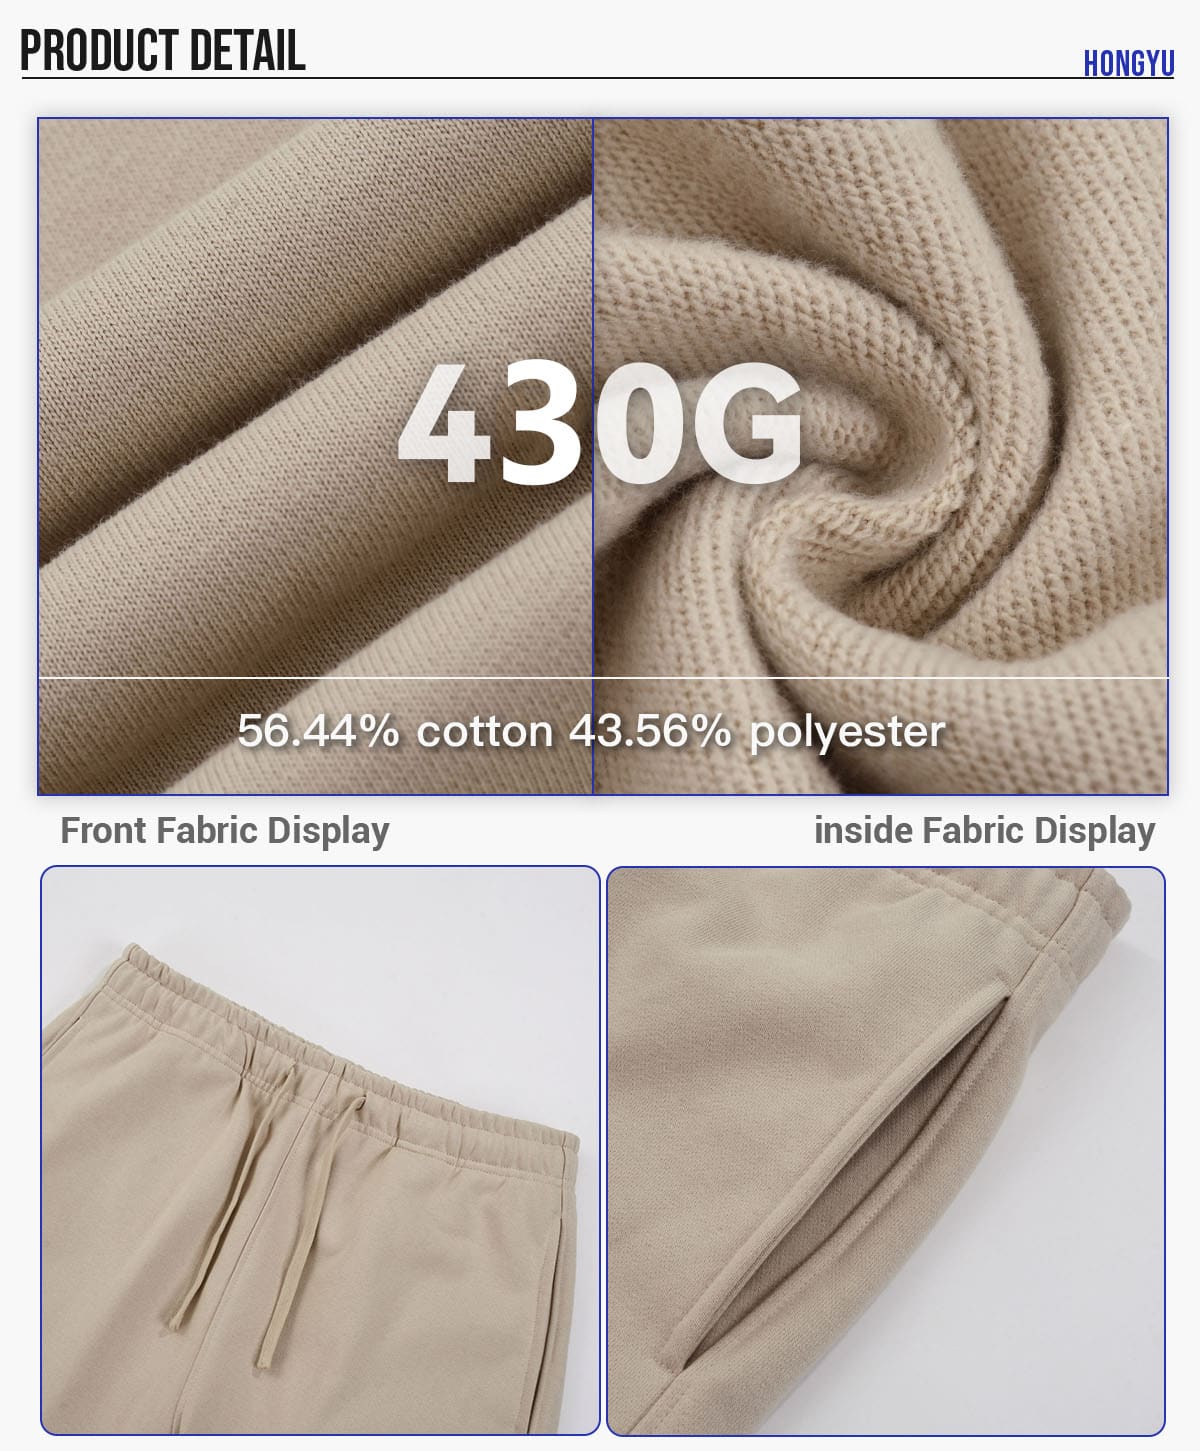 PRODUCT DETAIL
HONGYU
430G
56.44% cotton 43.56% polyester
Front Fabric Display
inside Fabric Display